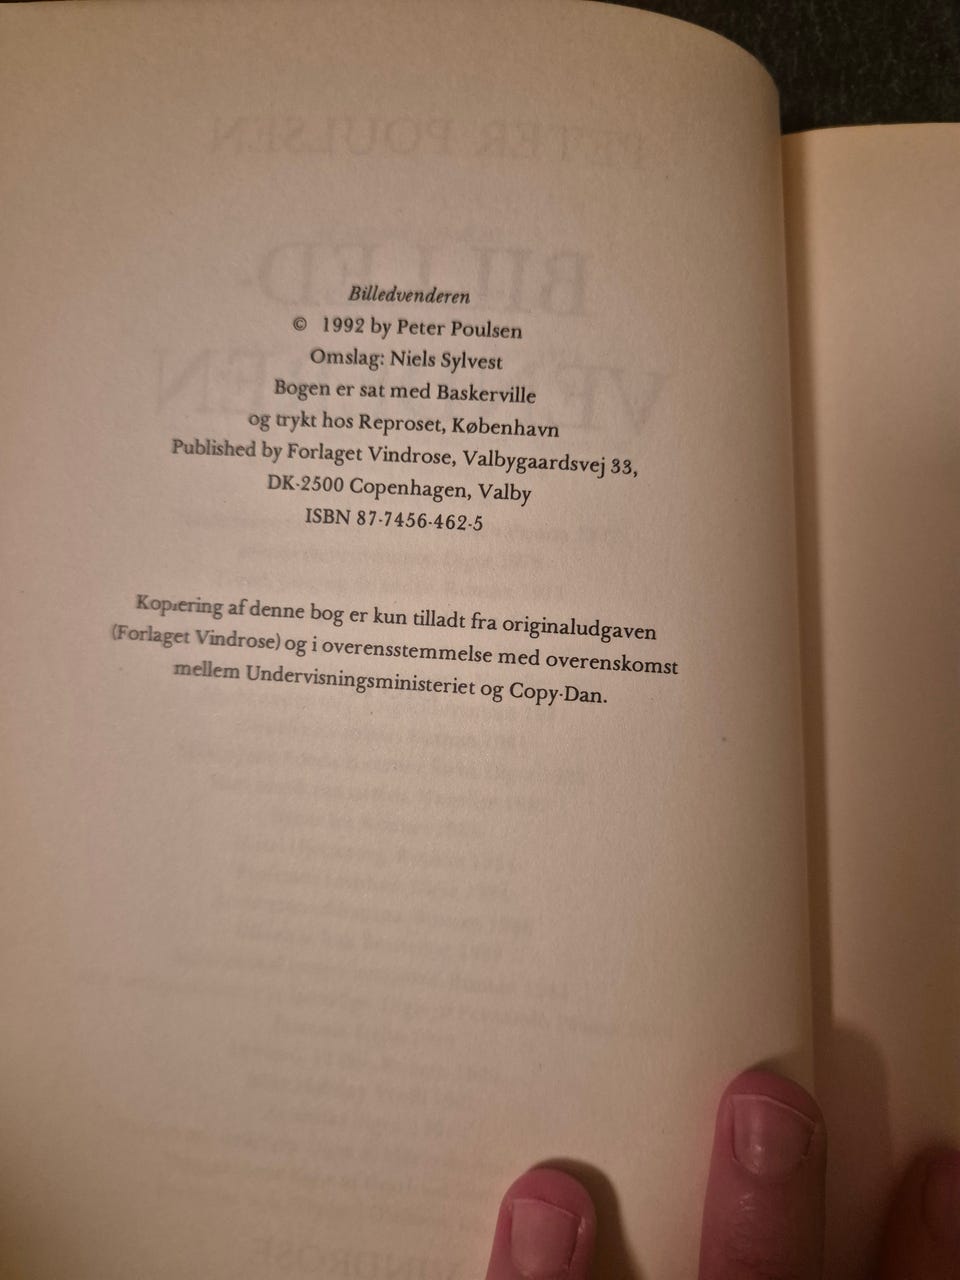 Billedvenderen
© 1992 by Peter Poulsen
Omslag: Niels Sylvest
Bogen er sat med Baskerville
og trykt hos Reproset, København
Published by Forlaget Vindrose, Valbygaardsvej 33,
DK-2500 Copenhagen, Valby
ISBN 87-7456-462-5
Kopiering af denne bog er kun tilladt fra originaludgaven
(Forlaget Vindrose) og i overensstemmelse med overenskomst
mellem Undervisningsministeriet og Copy-Dan.